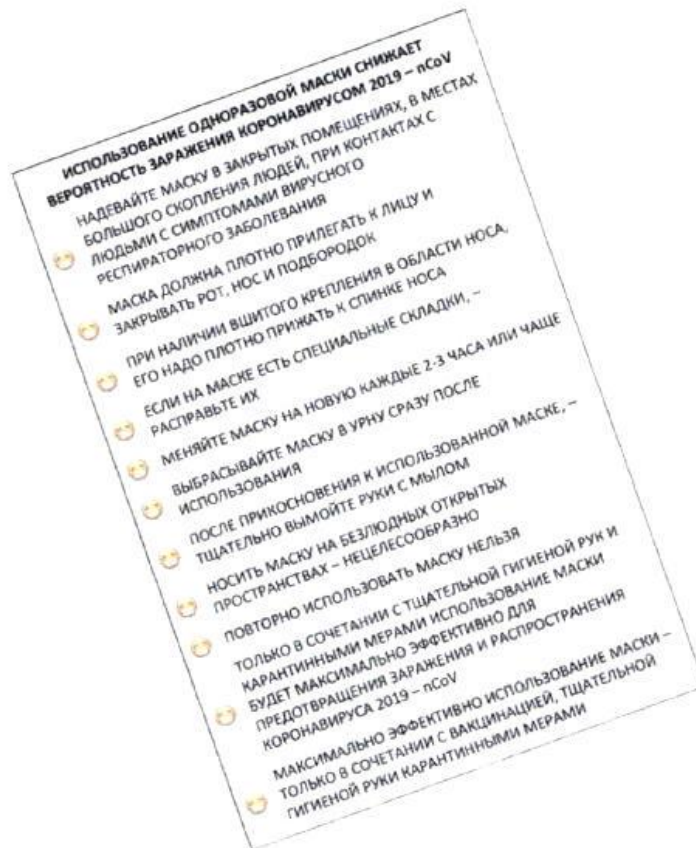 ИСПОЛЬЗОВАНИЕ ОДНОРАЗОВОЙ МАСКИ СНИЖАЕТ
ВЕРОЯТНОСТЬ ЗАРАЖЕНИЯ КОРОНАВИРУСОМ 2019 – nCoV
НАДЕВАЙТЕ МАСКУ В ЗАКРЫТЫХ ПОМЕЩЕНИЯХ, В МЕСТАХ
БОЛЬШОГО СКОПЛЕНИЯ ЛЮДЕЙ, ПРИ КОНТАКТАХ С
ЛЮДЬМИ С СИМПТОМАМИ ВИРУСНОГО
РЕСПИРАТОРНОГО ЗАБОЛЕВАНИЯ
МАСКА ДОЛЖНА ПЛОТНО ПРИЛЕГАТЬ К ЛИЦУ И
ЗАКРЫВАТЬ РОТ, НОС И ПОДБОРОДОК
ПРИ НАЛИЧИИ ВШИТОГО КРЕПЛЕНИЯ В ОБЛАСТИ НОСА,
ЕГО НАДО ПЛОТНО ПРИЖАТЬ К СПИНКЕ НОСА
ЕСЛИ НА МАСКЕ ЕСТЬ СПЕЦИАЛЬНЫЕ СКЛАДКИ, –
РАСПРАВЬТЕ ИХ
МЕНЯЙТЕ МАСКУ НА НОВУЮ КАЖДЫЕ 2-3 ЧАСА ИЛИ ЧАЩЕ
ВЫБРАСЫВАЙТЕ МАСКУ В УРНУ СРАЗУ ПОСЛЕ
ИСПОЛЬЗОВАНИЯ
ПОСЛЕ ПРИКОСНОВЕНИЯ К ИСПОЛЬЗОВАННОЙ МАСКЕ, –
ТЩАТЕЛЬНО ВЫМОЙТЕ РУКИ С МЫЛОМ
НОСИТЬ МАСКУ НА БЕЗЛЮДНЫХ ОТКРЫТЫХ
ПРОСТРАНСТВАХ – НЕЦЕЛЕСООБРАЗНО
ПОВТОРНО ИСПОЛЬЗОВАТЬ МАСКУ НЕЛЬЗЯ
ТОЛЬКО В СОЧЕТАНИИ С ТЩАТЕЛЬНОЙ ГИГИЕНОЙ РУК И
КАРАНТИННЫМИ МЕРАМИ ИСПОЛЬЗОВАНИЕ МАСКИ
БУДЕТ МАКСИМАЛЬНО ЭФФЕКТИВНО ДЛЯ
ПРЕДОТВРАЩЕНИЯ ЗАРАЖЕНИЯ И РАСПРОСТРАНЕНИЯ
КОРОНАВИРУСА 2019 – nCoV
МАКСИМАЛЬНО ЭФФЕКТИВНО ИСПОЛЬЗОВАНИЕ МАСКИ –
ТОЛЬКО В СОЧЕТАНИИ С ВАКЦИНАЦИЕЙ, ТЩАТЕЛЬНОЙ
ГИГИЕНОЙ РУКИ КАРАНТИННЫМИ МЕРАМИ